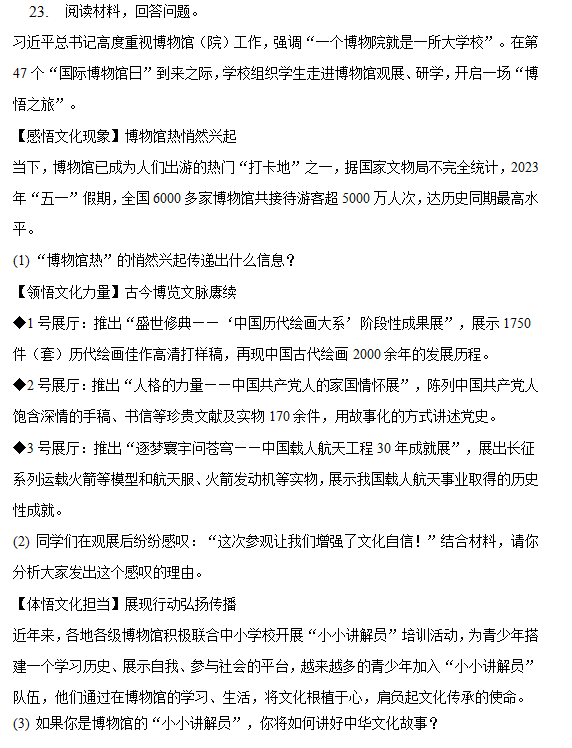 23. 阅读材料，回答问题。
习近平总书记高度重视博物馆（院）工作，强调“一个博物院就是一所大学校”。在第
47 个“国际博物馆日”到来之际，学校组织学生走进博物馆观展、研学，开启一场“博
悟之旅”。
【感悟文化现象】博物馆热悄然兴起
当下，博物馆已成为人们出游的热门“打卡地”之一，据国家文物局不完全统计，2023
年“五一”假期，全国 6000 多家博物馆共接待游客超 5000 万人次，达历史同期最高水
平。
(1) “博物馆热”的悄然兴起传递出什么信息？
【领悟文化力量】古今博览文脉赓续
◆1 号展厅：推出“盛世修典——‘中国历代绘画大系’阶段性成果展”，展示 1750
件（套）历代绘画佳作高清打样稿，再现中国古代绘画 2000 余年的发展历程。
◆2 号展厅：推出“人格的力量——中国共产党人的家国情怀展”，陈列中国共产党人
饱含深情的手稿、书信等珍贵文献及实物 170 余件，用故事化的方式讲述党史。
◆3 号展厅：推出“逐梦寰宇问苍穹——中国载人航天工程 30 年成就展”，展出长征
系列运载火箭等模型和航天服、火箭发动机等实物，展示我国载人航天事业取得的历史
性成就。
(2) 同学们在观展后纷纷感叹：“这次参观让我们增强了文化自信！”结合材料，请你
分析大家发出这个感叹的理由。
【体悟文化担当】展现行动弘扬传播
近年来，各地各级博物馆积极联合中小学校开展“小小讲解员”培训活动，为青少年搭
建一个学习历史、展示自我、参与社会的平台，越来越多的青少年加入“小小讲解员”
队伍，他们通过在博物馆的学习、生活，将文化根植于心，肩负起文化传承的使命。
(3) 如果你是博物馆的“小小讲解员”，你将如何讲好中华文化故事？